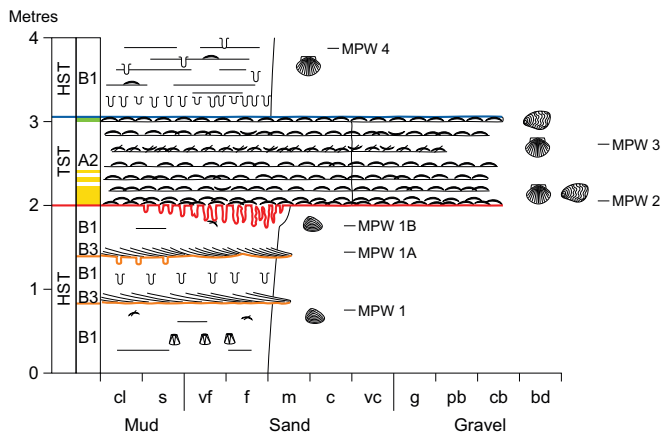 Metres
4
MPW 4
HST
B1
3
MPW 3
TST
A2
MPW 2
2
B1
MPW 1B
B3
MPW 1A
HST
B1
1
B3
MPW 1
B1
0
cl s vf f m c vc g pb cb bd
Mud Sand Gravel